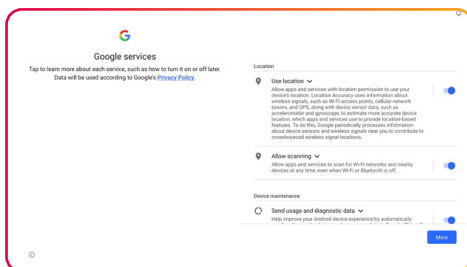 Google services
Tap to learn more about each service, such as how to turn it on or off later.
Data will be used according to Google's Privacy Policy.
Location
Use location
Allow apps and services with location permission to use your
device's location. Location Accuracy uses information about
wireless signals, such as Wi-Fi access points, cellular network
towers, and GPS, along with device sensor data, such as
accelerometer and gyroscope, to estimate more accurate device
location, which apps and services use to provide location-based
features. To do this, Google periodically processes information
about device sensors and wireless signals near you to contribute to
crowdsourced wireless signal locations.
Allow scanning
Allow apps and services to scan for Wi-Fi networks and nearby
devices at any time, even when Wi-Fi or Bluetooth is off.
Device maintenance
Send usage and diagnostic data
Help improve your Android device experience by automatically
More